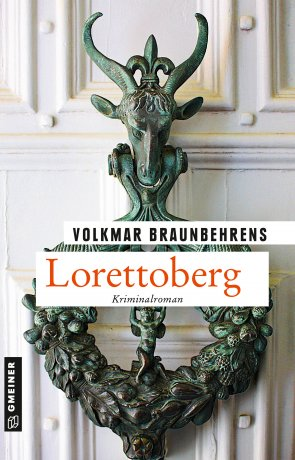 VOLKMAR BRAUNBEHRENS
Lorettoberg
Kriminalroman
GMEINER